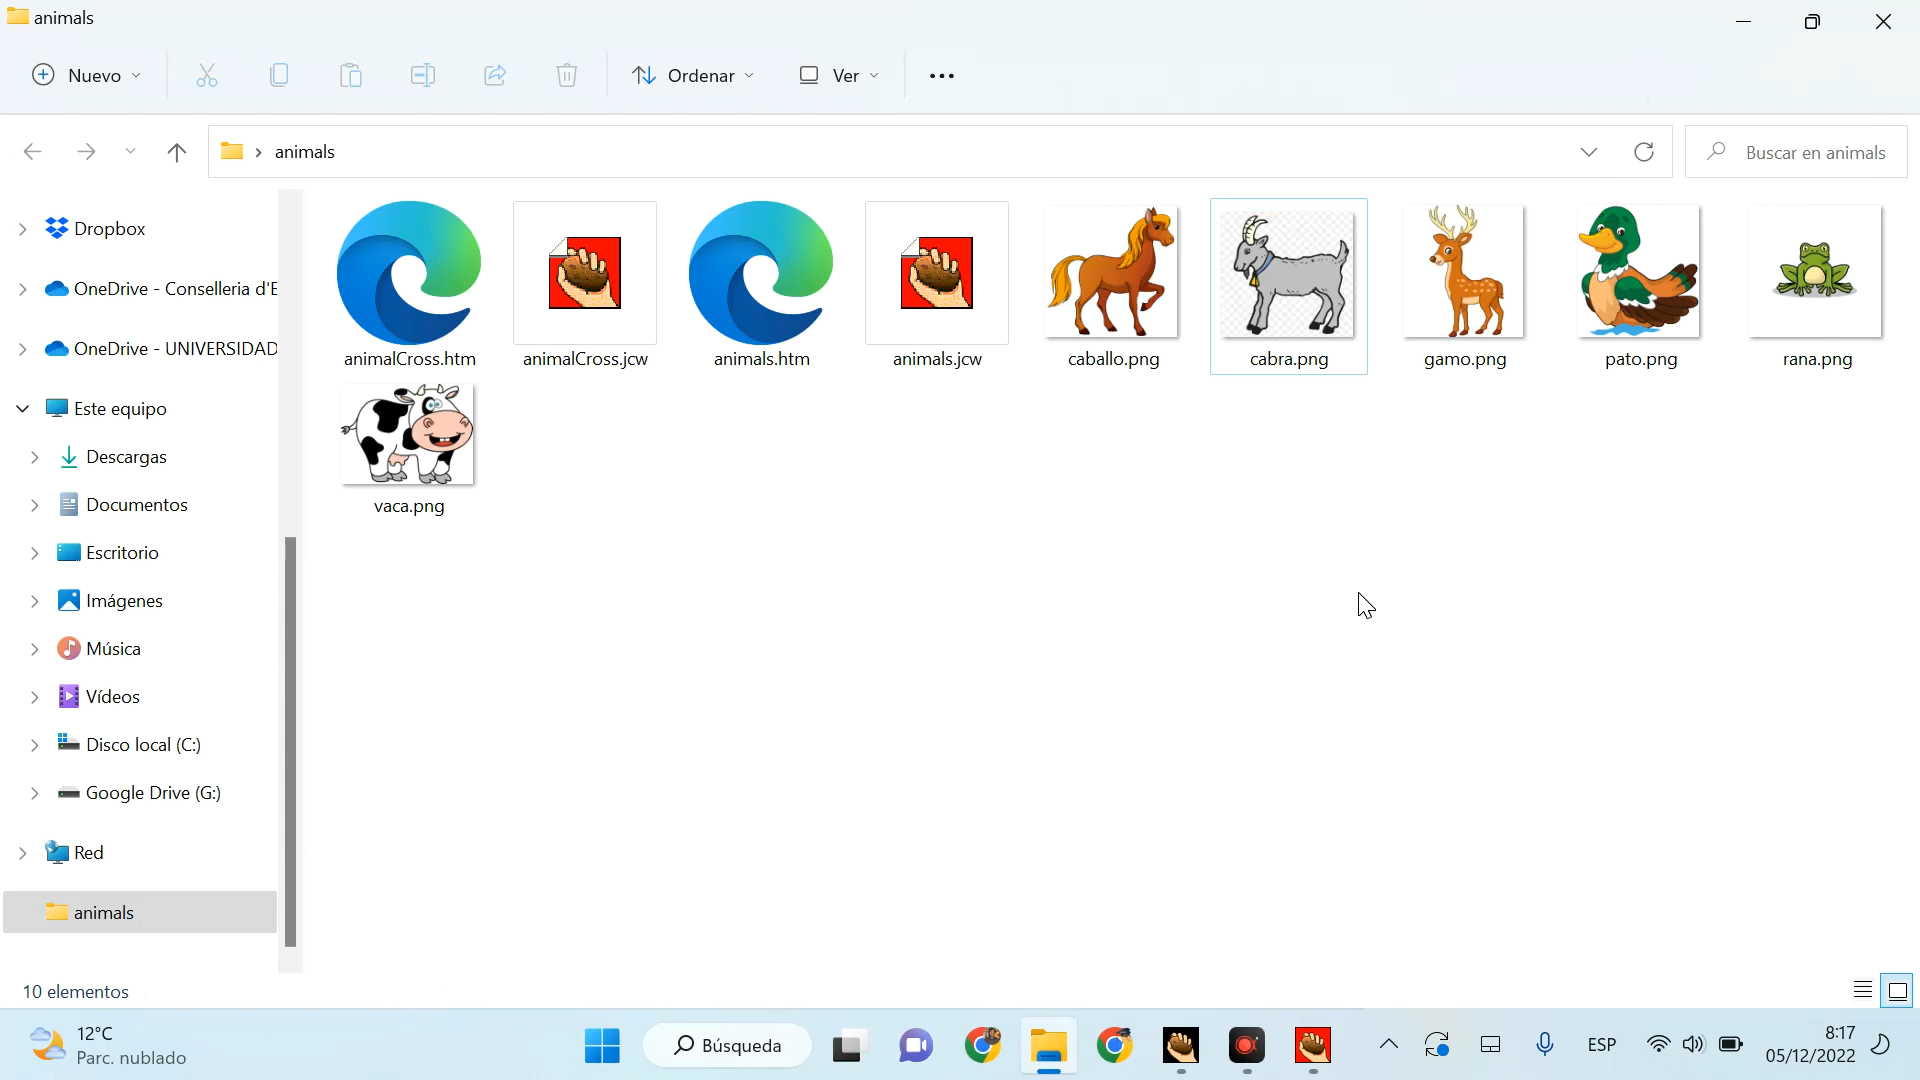 animals
Nuevo
Ordenar
Ver
animals
Buscar en animals
Dropbox
OneDrive - Conselleria d'E
OneDrive - UNIVERSIDAD
Este equipo
Descargas
Documentos
Escritorio
Imágenes
Música
Vídeos
Disco local (C:)
Google Drive (G:)
Red
animals
animalCross.htm
animalCross.jcw
animals.htm
animals.jcw
caballo.png
cabra.png
gamo.png
pato.png
rana.png
vaca.png
10 elementos
12°C
Parc. nublado
Búsqueda
ESP
8:17
05/12/2022